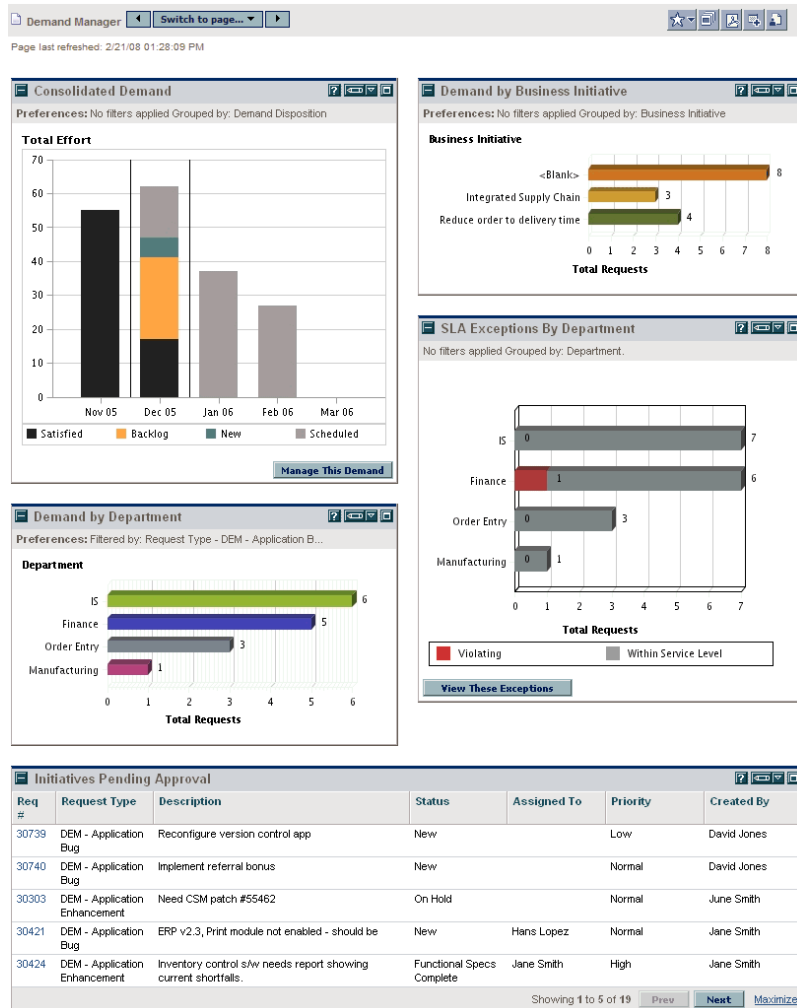 Demand Manager Switch to page...
Page last refreshed: 2/21/08 01:28:09 PM
Consolidated Demand ?
Preferences: No filters applied Grouped by: Demand Disposition
Total Effort
70
60
50
40
30
20
10
0
Nov 05 Dec 05 Jan 06 Feb 06 Mar 06
Satisfied Backlog New Scheduled
Manage This Demand
Demand by Department ?
Preferences: Filtered by: Request Type - DEM - Application B...
Department
IS 6
Finance 5
Order Entry 3
Manufacturing 1
0 1 2 3 4 5 6
Total Requests
Demand by Business Initiative ?
Preferences: No filters applied Grouped by: Business Initiative
Business Initiative
<Blank> 8
Integrated Supply Chain 3
Reduce order to delivery time 4
0 1 2 3 4 5 6 7 8
Total Requests
SLA Exceptions By Department ?
No filters applied Grouped by: Department.
IS 0 7
Finance 1 6
Order Entry 0 3
Manufacturing 0 1
0 1 2 3 4 5 6 7
Total Requests
Violating Within Service Level
View These Exceptions
Initiatives Pending Approval ?
Req # Request Type Description Status Assigned To Priority Created By
30739 DEM - Application Bug Reconfigure version control app New Low David Jones
30740 DEM - Application Bug Implement referral bonus New Normal David Jones
30303 DEM - Application Enhancement Need CSM patch #55462 On Hold Normal June Smith
30421 DEM - Application Bug ERP v2.3, Print module not enabled - should be New Hans Lopez Normal Jane Smith
30424 DEM - Application Enhancement Inventory control s/w needs report showing current shortfalls. Functional Specs Complete Jane Smith High Jane Smith
Showing 1 to 5 of 19 Prev Next Maximize